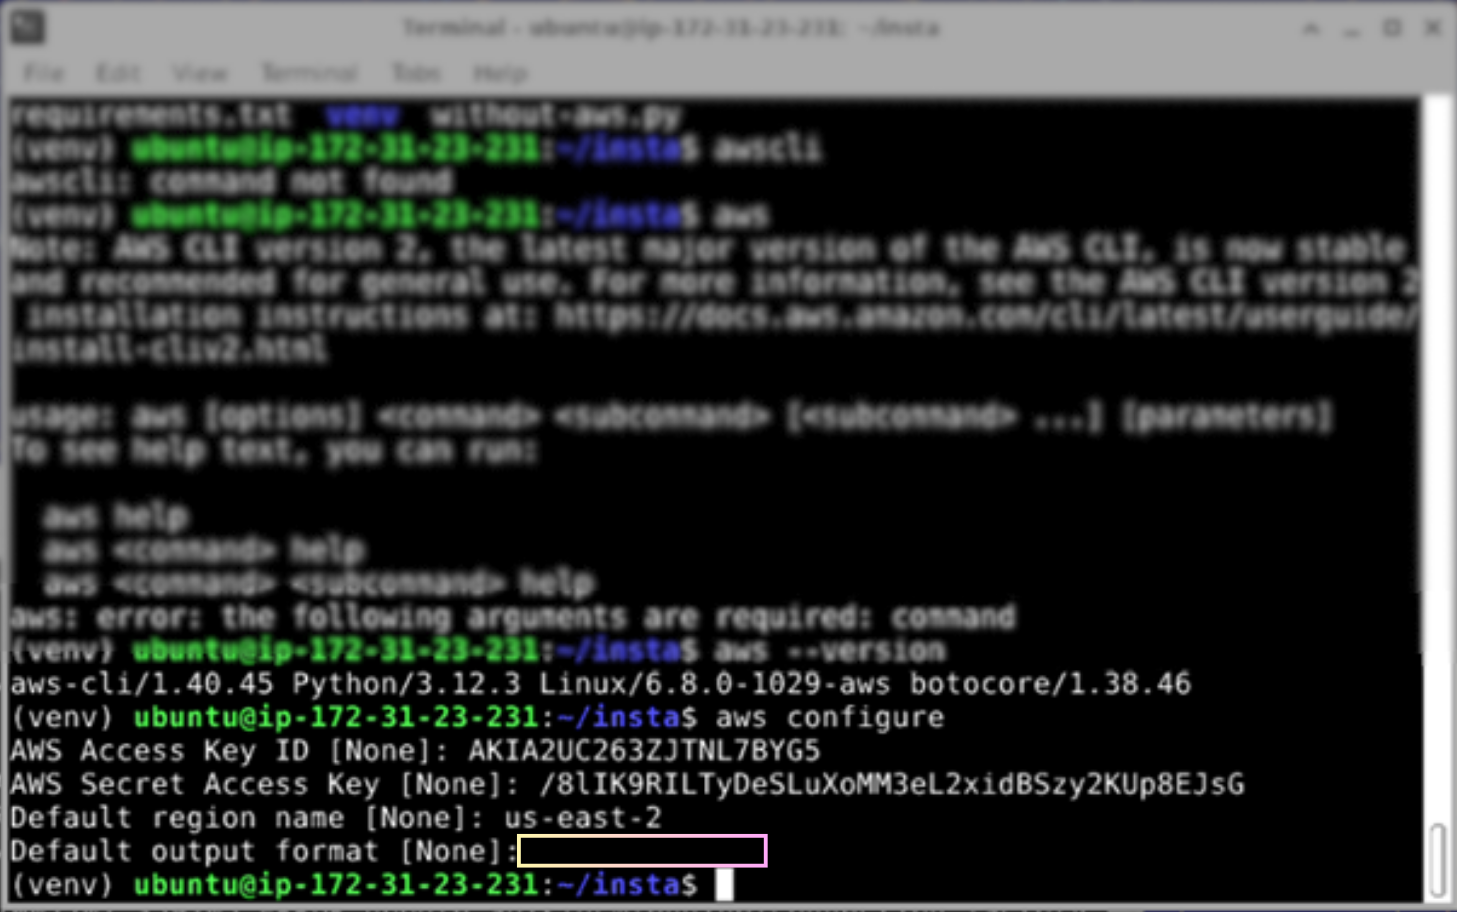 Terminal - ubuntu@ip-172-31-23-231: ~/insta
File Edit View Terminal Tabs Help
requirements.txt venv without-aws.py
(venv) ubuntu@ip-172-31-23-231:~/insta$ awscli
awscli: command not found
(venv) ubuntu@ip-172-31-23-231:~/insta$ aws
Note: AWS CLI version 2, the latest major version of the AWS CLI, is now stable
and recommended for general use. For more information, see the AWS CLI version 2
installation instructions at: https://docs.aws.amazon.com/cli/latest/userguide/
install-cliv2.html
usage: aws [options] <command> <subcommand> [<subcommand> ...] [parameters]
To see help text, you can run:
aws help
aws <command> help
aws <command> <subcommand> help
aws: error: the following arguments are required: command
(venv) ubuntu@ip-172-31-23-231:~/insta$ aws --version
aws-cli/1.40.45 Python/3.12.3 Linux/6.8.0-1029-aws botocore/1.38.46
(venv) ubuntu@ip-172-31-23-231:~/insta$ aws configure
AWS Access Key ID [None]: AKIA2UC263ZJTNL7BYG5
AWS Secret Access Key [None]: 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
Default region name [None]: us-east-2
Default output format [None]:
(venv) ubuntu@ip-172-31-23-231:~/insta$